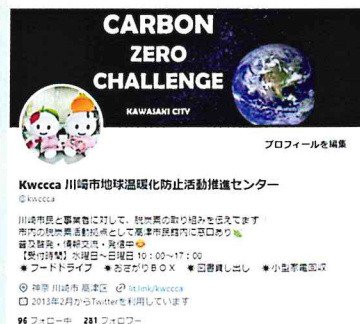 CARBON
ZERO
CHALLENGE
KAWASAKI CITY
プロフィールを編集
Kwccca 川崎市地球温暖化防止活動推進センター
@kwccca
川崎市民と事業者に対して、脱炭素の取り組みを伝えてます
市内の脱炭素活動拠点として高津市民館内に窓口あり
普及啓発・情報交流・発信中
【受付時間】水曜日～日曜日 10：00～17：00
＊フードドライブ ＊おさがりＢＯＸ ＊図書貸し出し ＊小型家電回収
神奈 川崎市 高津区 lit.link/kwccca
2013年2月からTwitterを利用しています
96 フォロー中 281 フォロワー